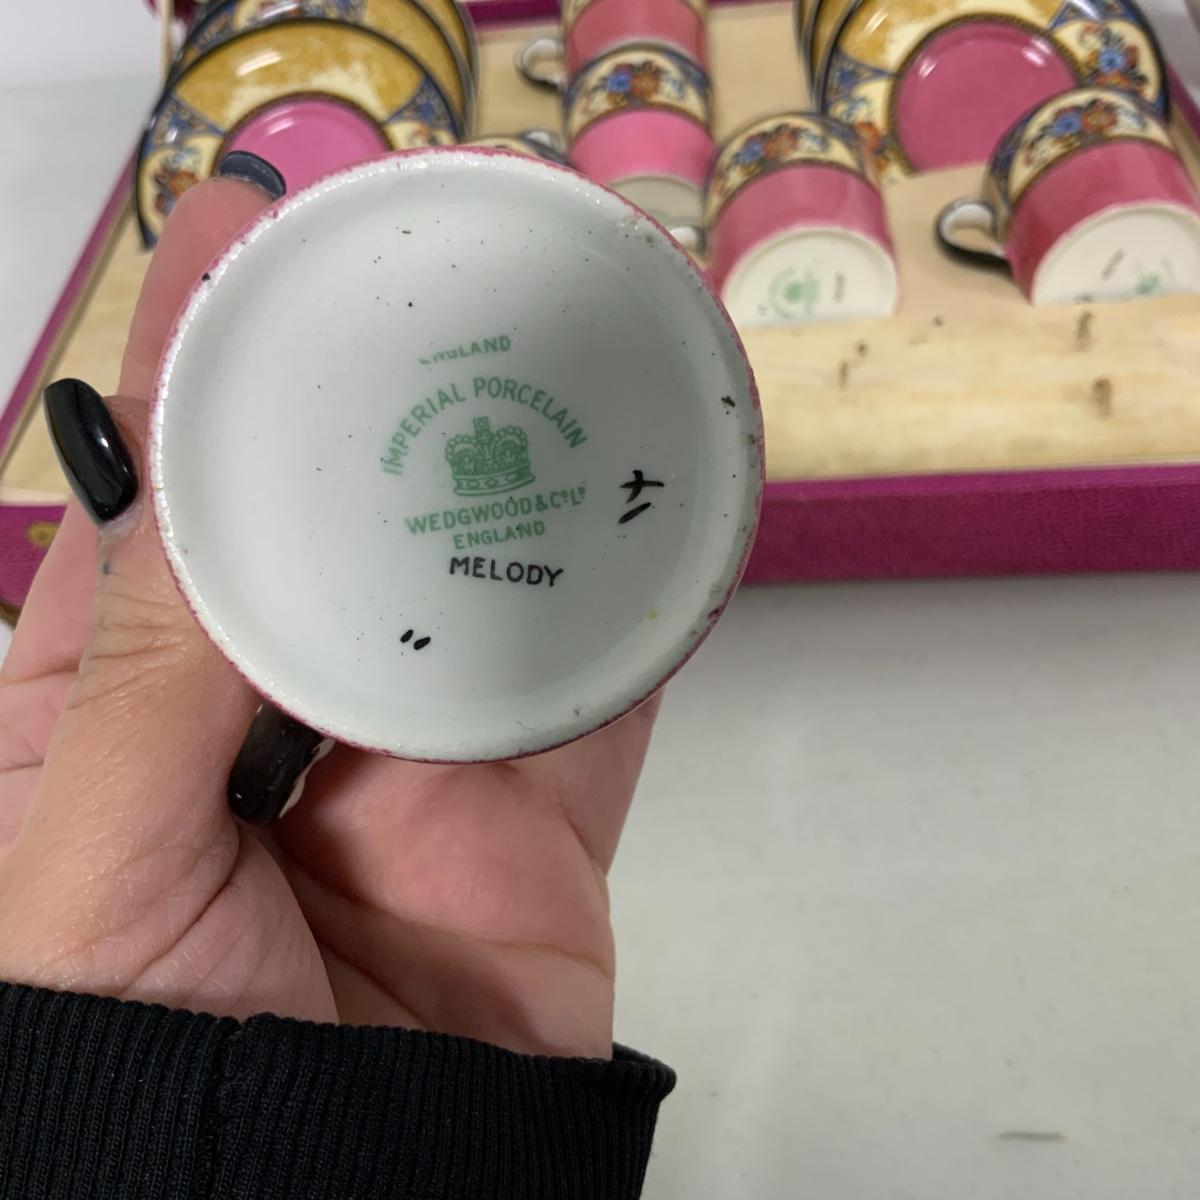 ENGLAND
IMPERIAL PORCELAIN
WEDGWOOD & Co Ld
ENGLAND
MELODY